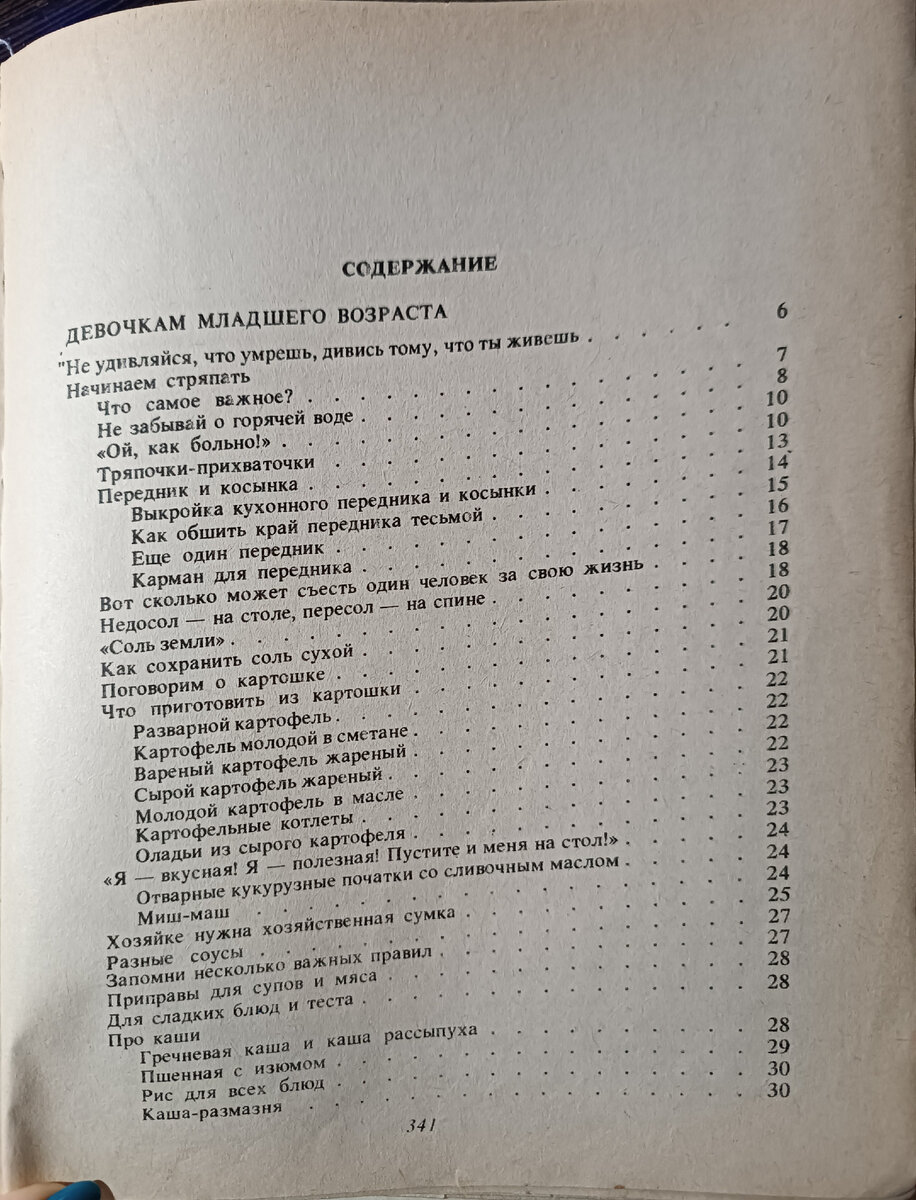 СОДЕРЖАНИЕ
ДЕВОЧКАМ МЛАДШЕГО ВОЗРАСТА
"Не удивляйся, что умрешь, дивись тому, что ты живешь . . . . . . 6
Начинаем стряпать
Что самое важное? . . . . . . 7
Не забывай о горячей воде . . . . . . 8
«Ой, как больно!» . . . . . . 10
Тряпочки-прихваточки . . . . . . 10
Передник и косынка . . . . . . 13
Выкройка кухонного передника и косынки . . . . . . 14
Как обшить край передника тесьмой . . . . . . 15
Еще один передник . . . . . . 16
Карман для передника . . . . . . 17
Вот сколько может съесть один человек за свою жизнь . . . . . . 18
Недосол — на столе, пересол — на спине . . . . . . 18
«Соль земли» . . . . . . 20
Как сохранить соль сухой . . . . . . 20
Поговорим о картошке . . . . . . 21
Что приготовить из картошки . . . . . . 21
Разварной картофель . . . . . . 22
Картофель молодой в сметане . . . . . . 22
Вареный картофель жареный . . . . . . 22
Сырой картофель жареный . . . . . . 22
Молодой картофель в масле . . . . . . 23
Картофельные котлеты . . . . . . 23
Оладьи из сырого картофеля . . . . . . 23
«Я — вкусная! Я — полезная! Пустите и меня на стол!» . . . . . . 24
Отварные кукурузные початки со сливочным маслом . . . . . . 24
Миш-маш . . . . . . 24
Хозяйке нужна хозяйственная сумка . . . . . . 25
Разные соусы . . . . . . 27
Запомни несколько важных правил . . . . . . 27
Приправы для супов и мяса . . . . . . 28
Для сладких блюд и теста . . . . . . 28
Про каши
Гречневая каша и каша рассыпуха . . . . . . 28
Пшенная с изюмом . . . . . . 29
Рис для всех блюд . . . . . . 30
Каша-размазня . . . . . . 30
341